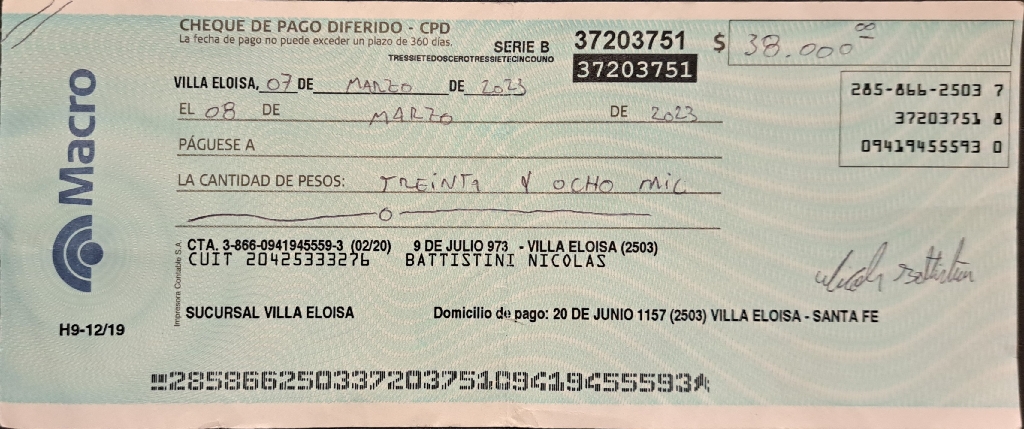 CHEQUE DE PAGO DIFERIDO - CPD
La fecha de pago no puede exceder un plazo de 360 días.
SERIE B 37203751 $ 38.000⁰⁰
TRESSIETEDOSCEROTRESSIETECINCOUNO 37203751
VILLA ELOISA, 07 DE MARZO DE 2023
285-866-2503 7
EL 08 DE MARZO DE 2023
37203751 8
09419455593 0
PÁGUESE A
LA CANTIDAD DE PESOS: TREINTA Y OCHO MIL
CTA. 3-866-0941945559-3 (02/20) 9 DE JULIO 973 - VILLA ELOISA (2503)
CUIT 20425333276 BATTISTINI NICOLAS
Nicolas Battistini
SUCURSAL VILLA ELOISA Domicilio de pago: 20 DE JUNIO 1157 (2503) VILLA ELOISA - SANTA FE
Impresora Contable S.A.
Macro
H9-12/19
28586625033720375109419455593